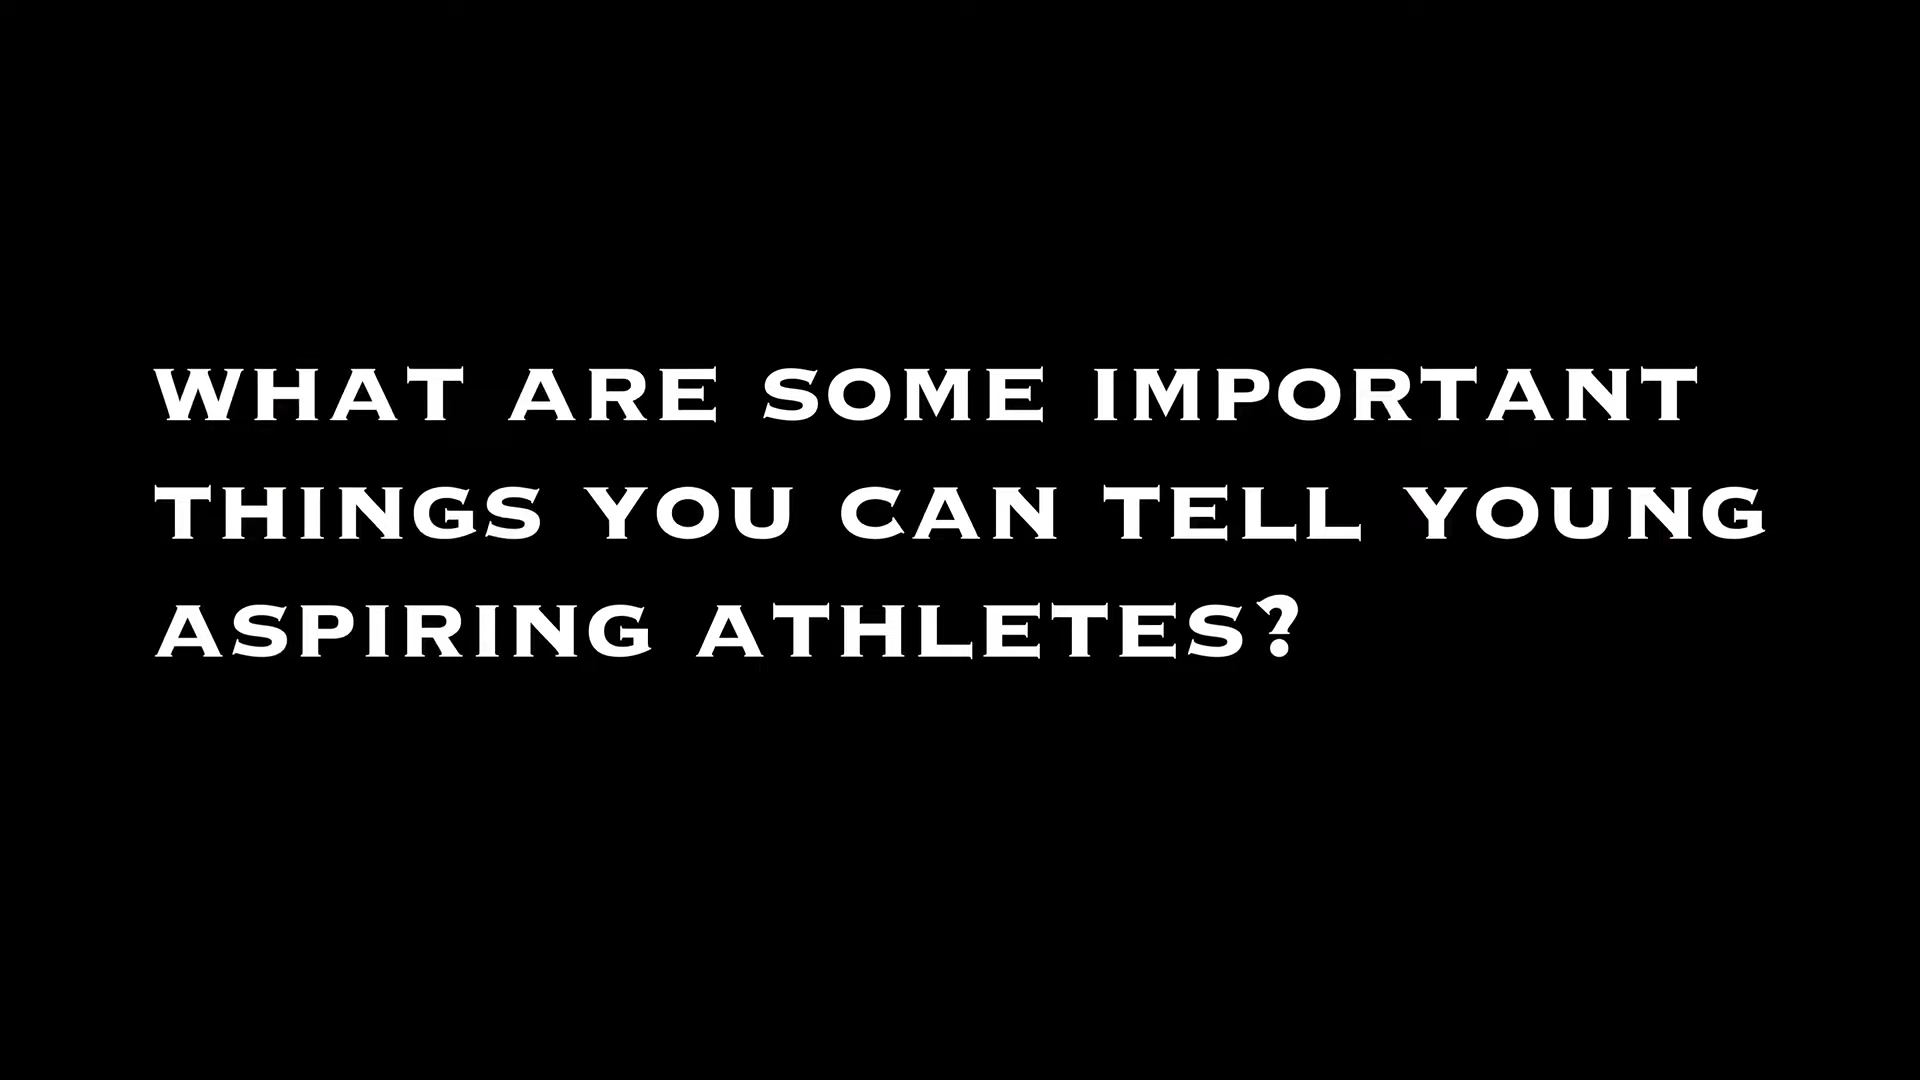 WHAT ARE SOME IMPORTANT
THINGS YOU CAN TELL YOUNG
ASPIRING ATHLETES?